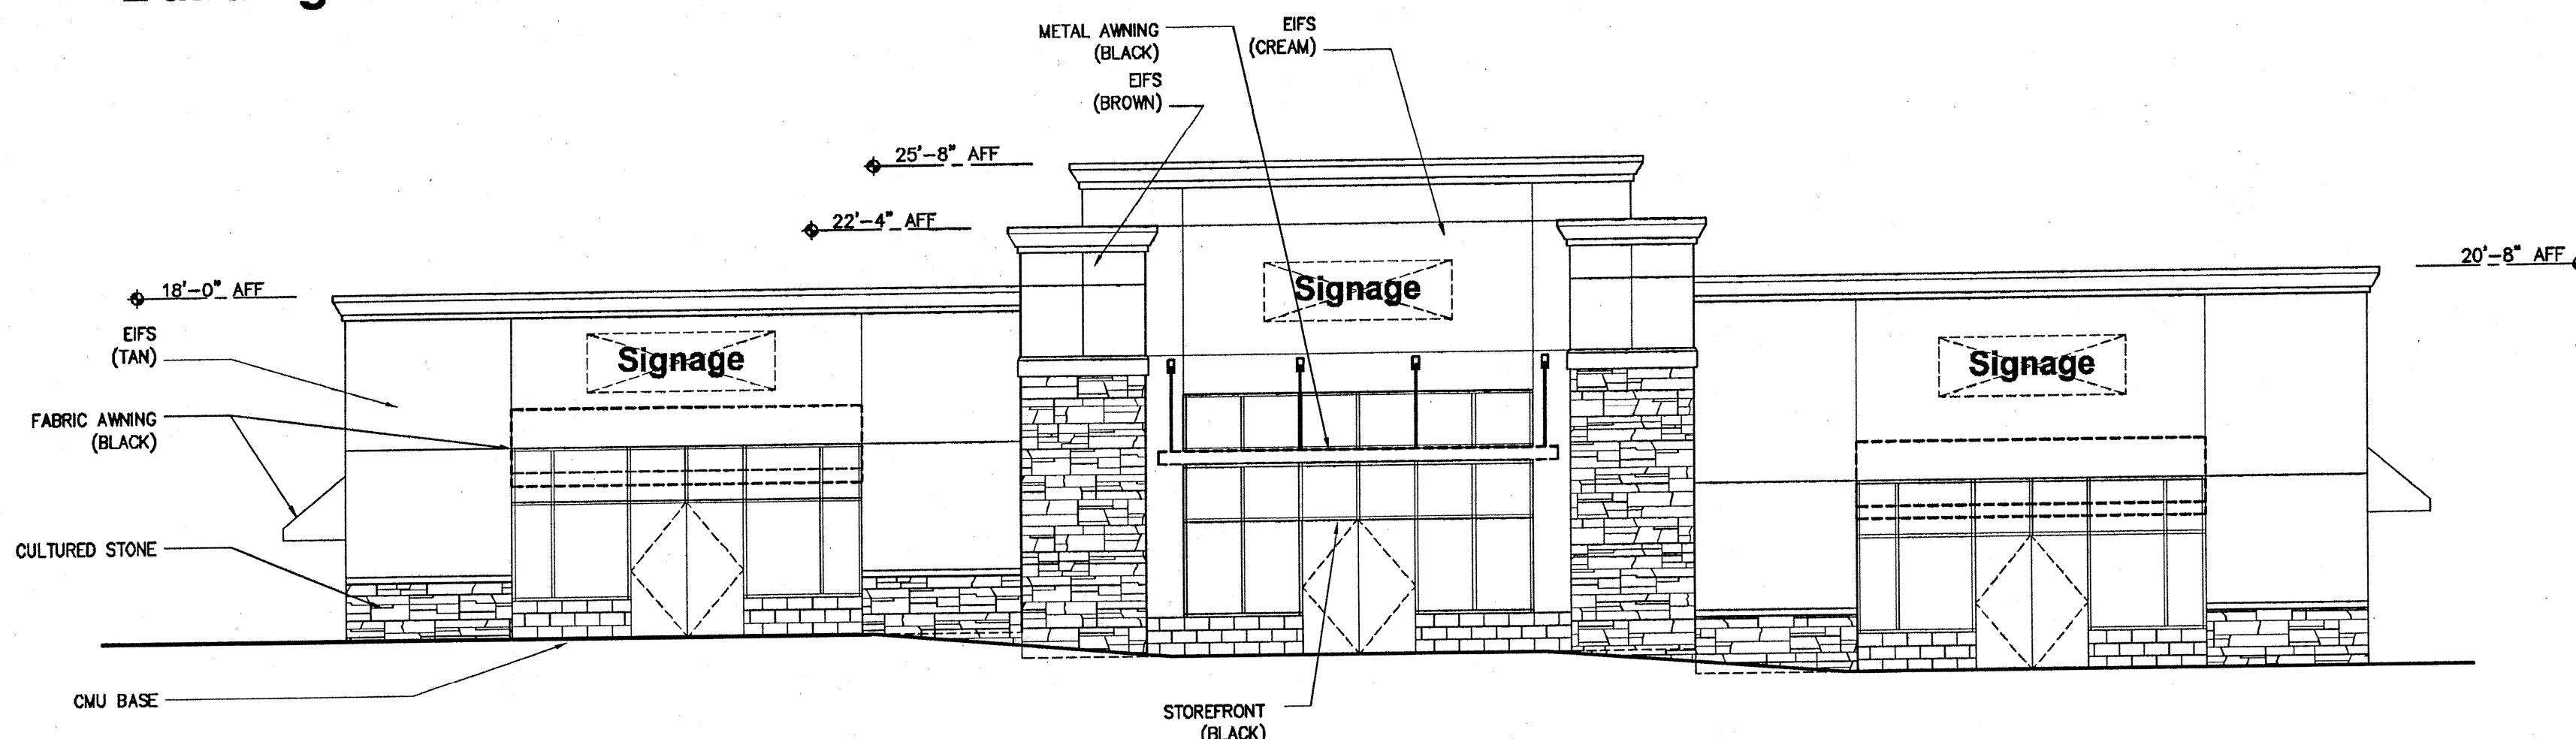 METAL AWNING
(BLACK)
EIFS
(CREAM)
EIFS
(BROWN)
25'-8" AFF
22'-4" AFF
20'-8" AFF
18'-0" AFF
EIFS
(TAN)
Signage
Signage
Signage
FABRIC AWNING
(BLACK)
CULTURED STONE
CMU BASE
STOREFRONT
(BLACK)